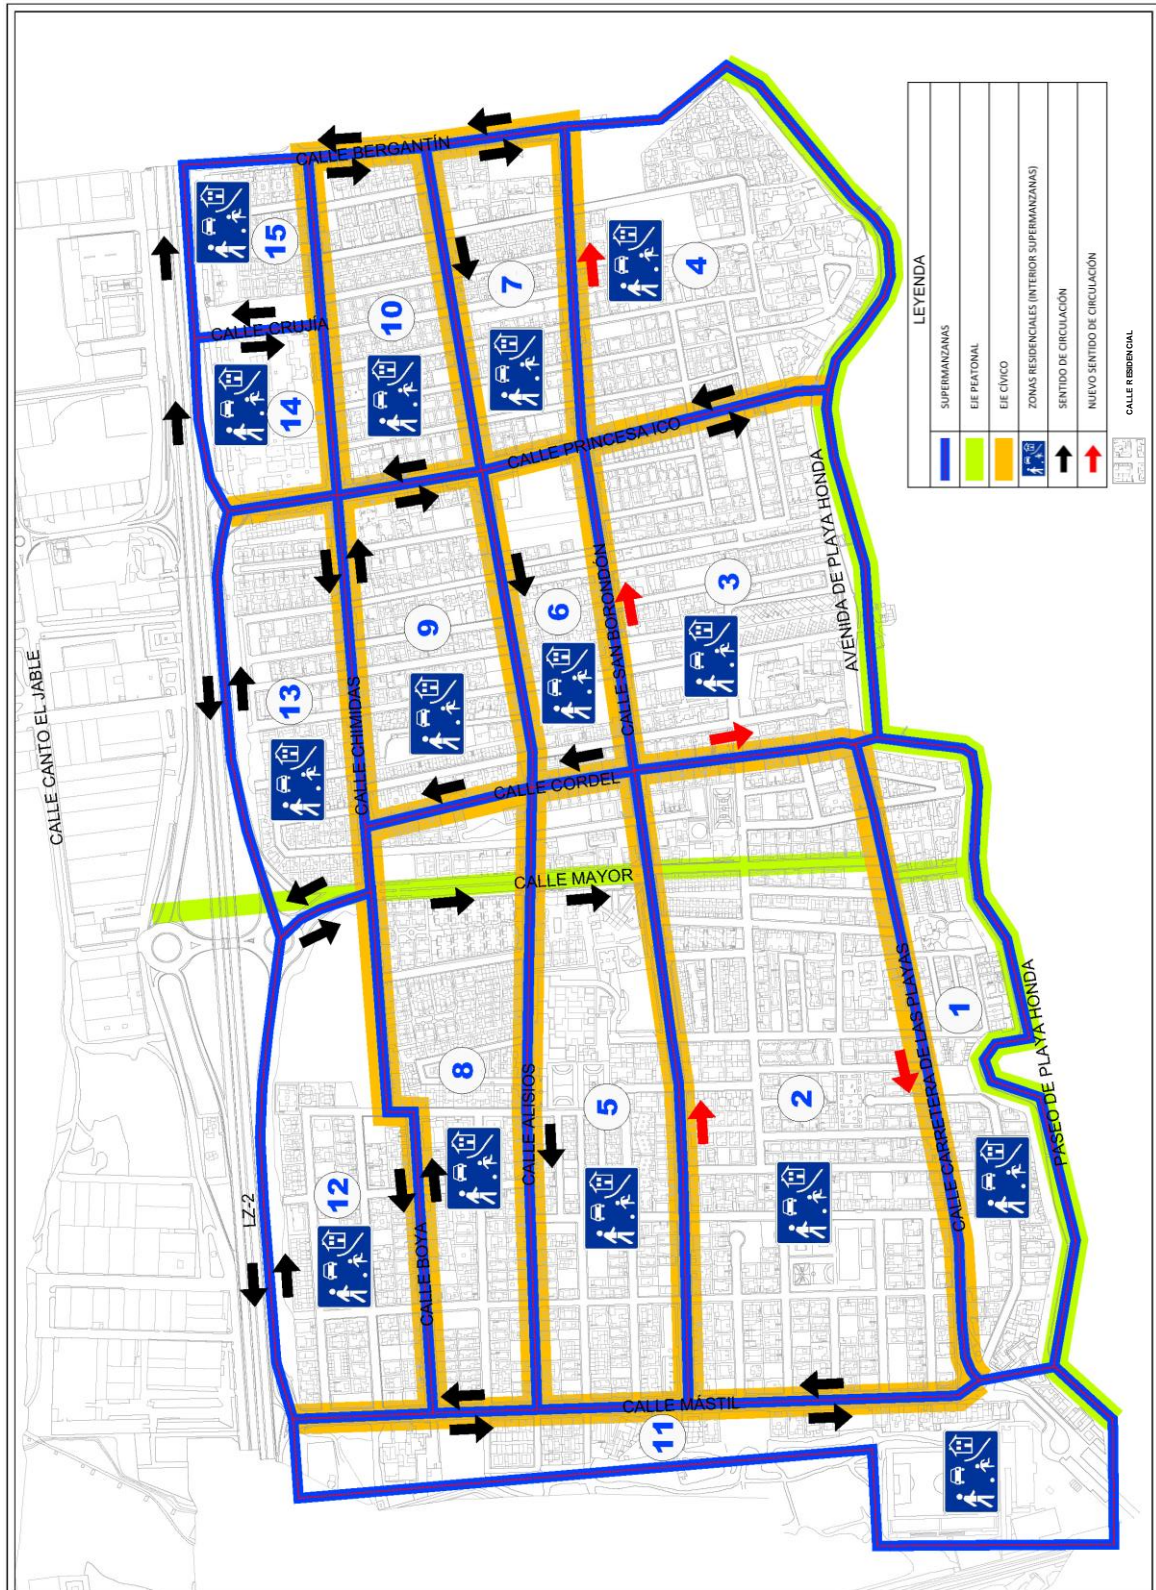 CALLE BERGANTÍN
15
CALLE CRUJÍA
10
7
4
14
CALLE PRINCESA ICO
LEYENDA
SUPERMANZANAS
EJE PEATONAL
EJE CÍVICO
ZONAS RESIDENCIALES (INTERIOR SUPERMANZANAS)
SENTIDO DE CIRCULACIÓN
NUEVO SENTIDO DE CIRCULACIÓN
CALLE RESIDENCIAL
AVENIDA DE PLAYA HONDA
CALLE SAN BORONDÓN
3
6
9
13
CALLE CHIMIDAS
CALLE CANTO EL JABLE
CALLE CORDEL
CALLE MAYOR
CALLE CARRETERA DE LAS PLAYAS
1
PASEO DE PLAYA HONDA
8
5
2
CALLE ALISIOS
12
LZ-2
CALLE BOYA
CALLE MÁSTIL
11